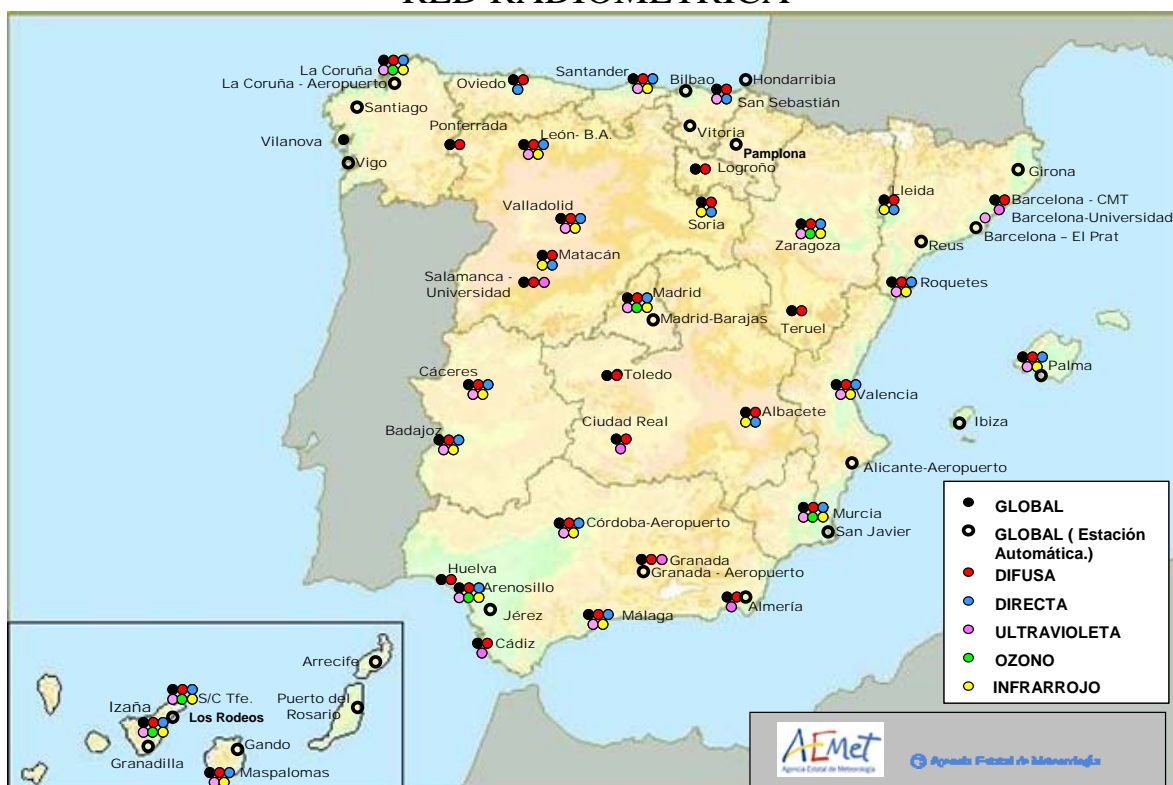 RED RADIOMETRICA
La Coruña
La Coruña - Aeropuerto
Santiago
Vilanova
Vigo
Oviedo
Ponferrada
León- B.A.
Santander
Bilbao
Hondarribia
San Sebastián
Vitoria
Pamplona
Logroño
Soria
Valladolid
Matacán
Salamanca -
Universidad
Zaragoza
Lleida
Girona
Barcelona - CMT
Barcelona-Universidad
Barcelona – El Prat
Reus
Roquetes
Madrid
Madrid-Barajas
Teruel
Toledo
Cáceres
Badajoz
Ciudad Real
Albacete
Valencia
Palma
Ibiza
Alicante-Aeropuerto
Murcia
San Javier
Córdoba-Aeropuerto
Granada
Granada - Aeropuerto
Huelva
Arenosillo
Jérez
Cádiz
Málaga
Almería
GLOBAL
GLOBAL ( Estación
Automática.)
DIFUSA
DIRECTA
ULTRAVIOLETA
OZONO
INFRARROJO
Arrecife
Puerto del
Rosario
S/C Tfe.
Izaña
Los Rodeos
Granadilla
Gando
Maspalomas
AEMet
Agencia Estatal de Meteorología
Agencia Estatal de Meteorología